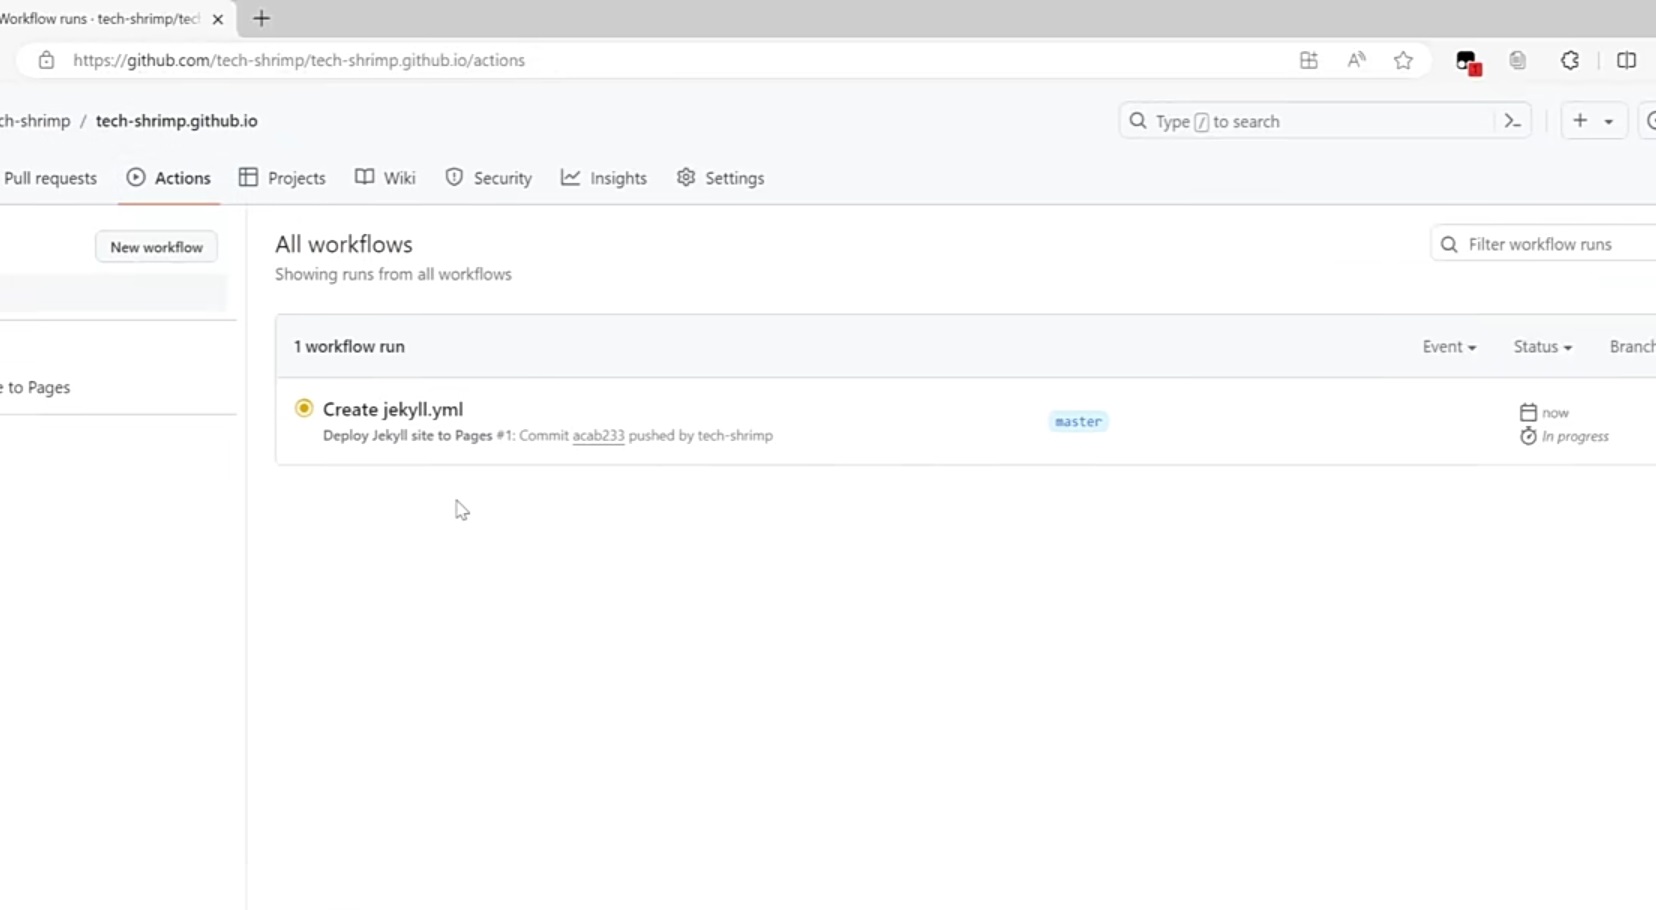 Workflow runs · tech-shrimp/tec
https://github.com/tech-shrimp/tech-shrimp.github.io/actions
1
ch-shrimp / tech-shrimp.github.io
Type / to search
Pull requests
Actions
Projects
Wiki
Security
Insights
Settings
New workflow
All workflows
Filter workflow runs
Showing runs from all workflows
1 workflow run
Event
Status
Branch
e to Pages
Create jekyll.yml
Deploy Jekyll site to Pages #1: Commit acab233 pushed by tech-shrimp
master
now
In progress